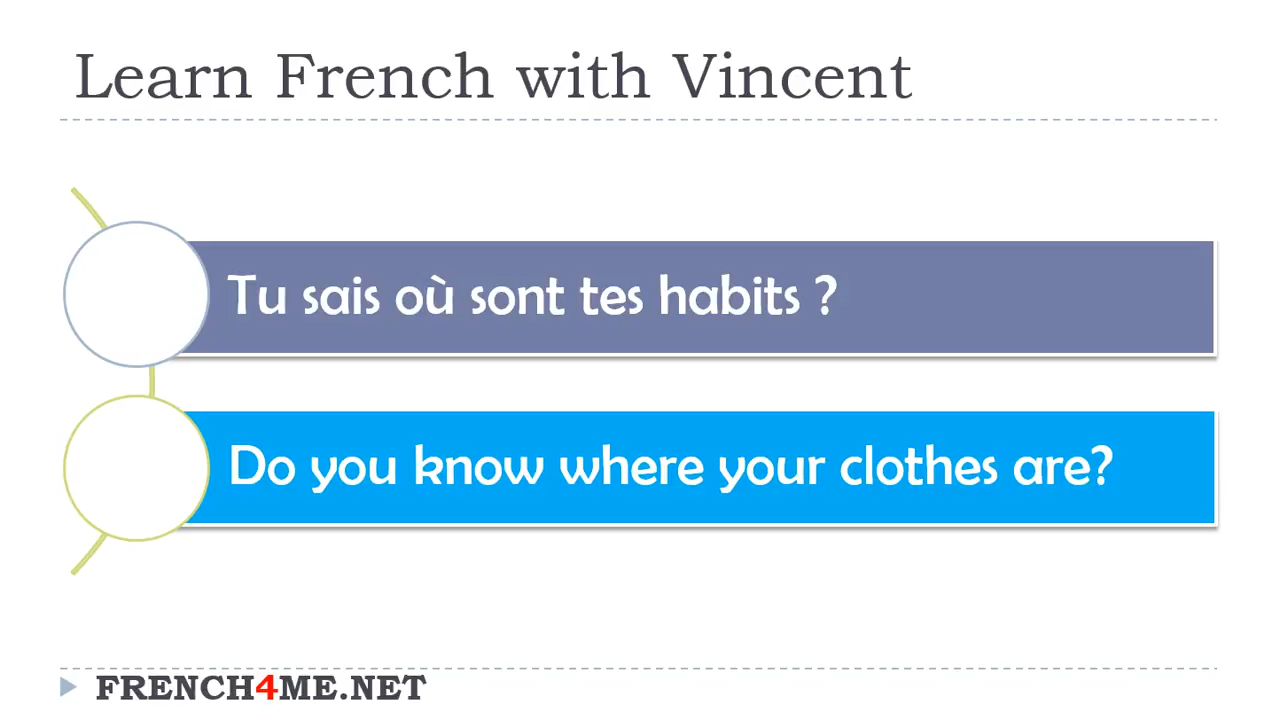 Learn French with Vincent
Tu sais où sont tes habits ?
Do you know where your clothes are?
FRENCH4ME.NET